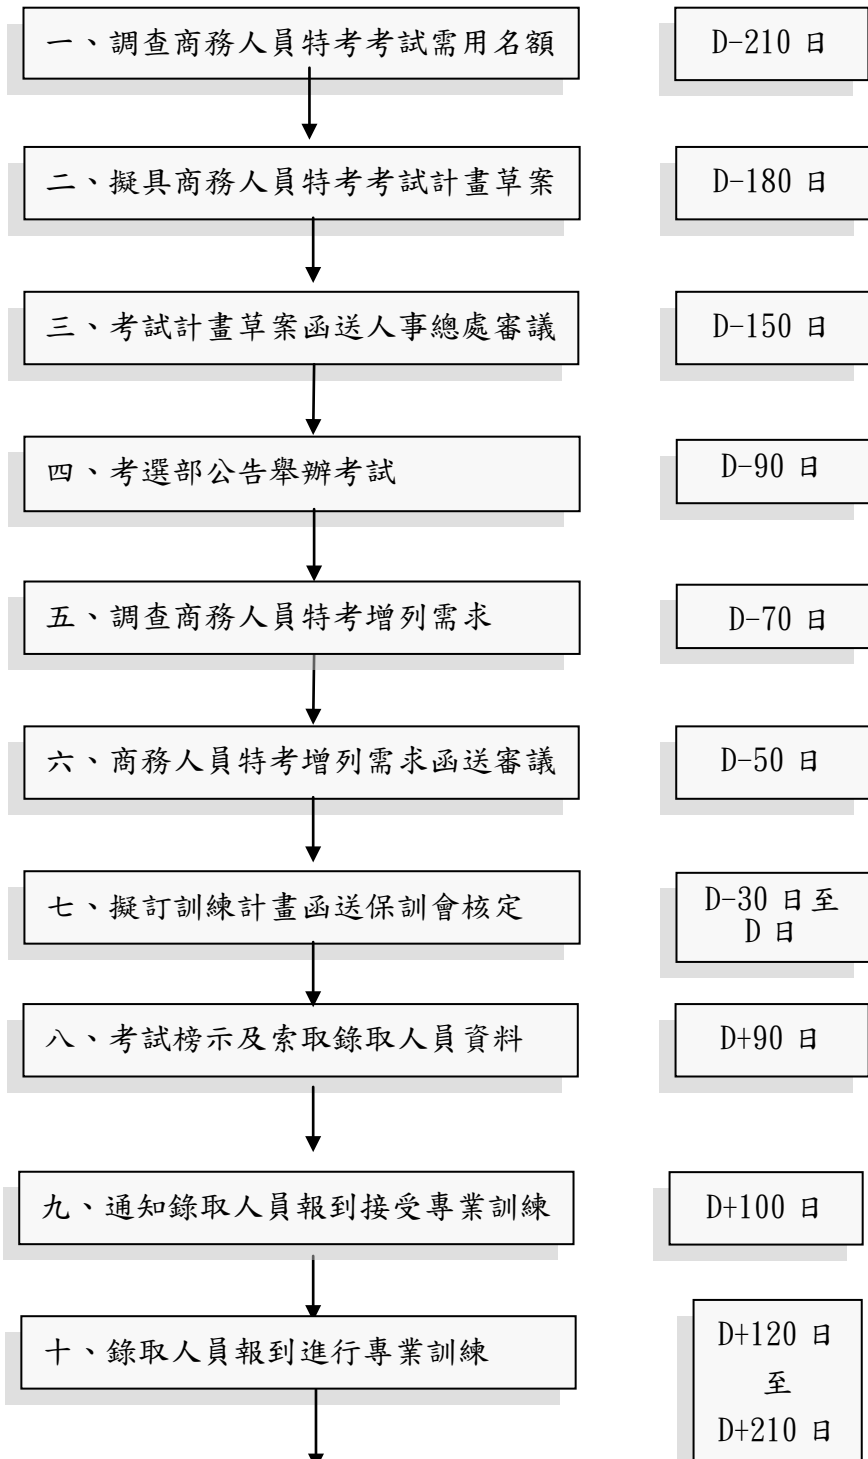 一、調查商務人員特考考試需用名額
D-210 日
二、擬具商務人員特考考試計畫草案
D-180 日
三、考試計畫草案函送人事總處審議
D-150 日
四、考選部公告舉辦考試
D-90 日
五、調查商務人員特考增列需求
D-70 日
六、商務人員特考增列需求函送審議
D-50 日
七、擬訂訓練計畫函送保訓會核定
D-30 日至
D 日
八、考試榜示及索取錄取人員資料
D+90 日
九、通知錄取人員報到接受專業訓練
D+100 日
十、錄取人員報到進行專業訓練
D+120 日
至
D+210 日